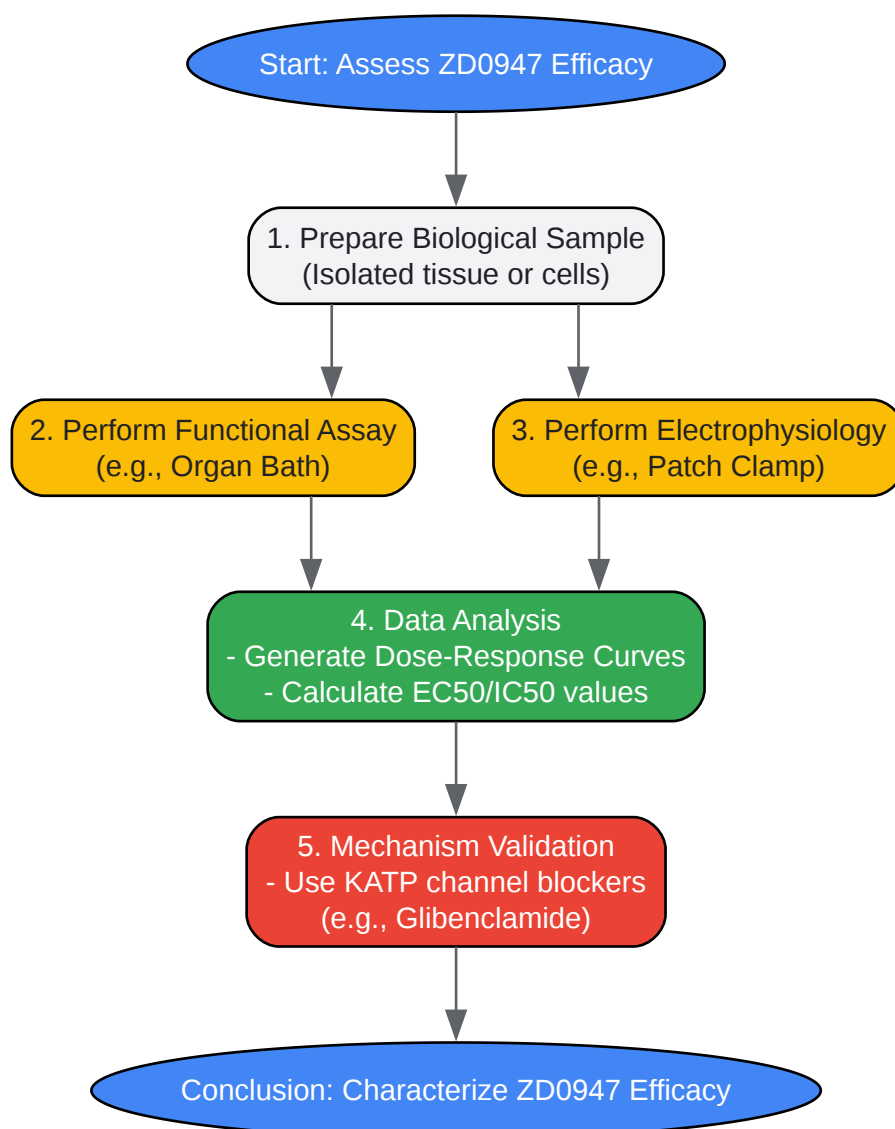 Start: Assess ZD0947 Efficacy
1. Prepare Biological Sample
(Isolated tissue or cells)
2. Perform Functional Assay
(e.g., Organ Bath)
3. Perform Electrophysiology
(e.g., Patch Clamp)
4. Data Analysis
- Generate Dose-Response Curves
- Calculate EC50/IC50 values
5. Mechanism Validation
- Use KATP channel blockers
(e.g., Glibenclamide)
Conclusion: Characterize ZD0947 Efficacy